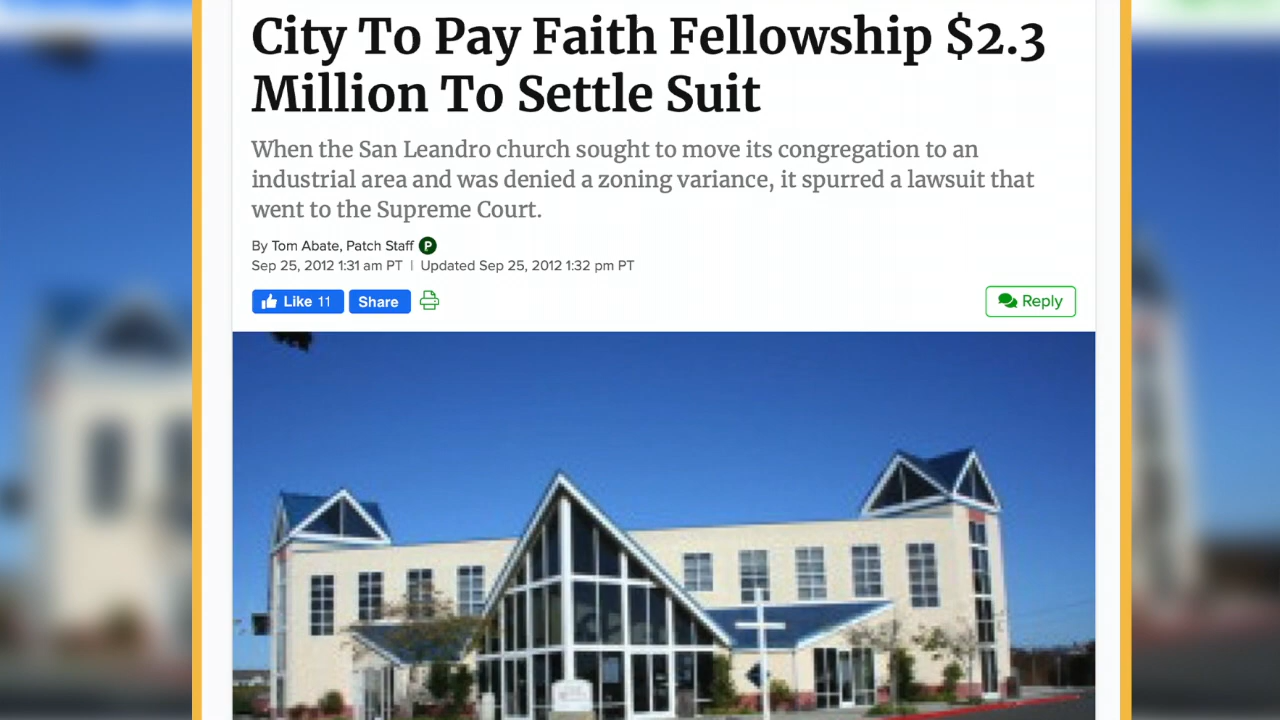 City To Pay Faith Fellowship $2.3
Million To Settle Suit
When the San Leandro church sought to move its congregation to an
industrial area and was denied a zoning variance, it spurred a lawsuit that
went to the Supreme Court.
By Tom Abate, Patch Staff P
Sep 25, 2012 1:31 am PT | Updated Sep 25, 2012 1:32 pm PT
Like 11 Share Reply